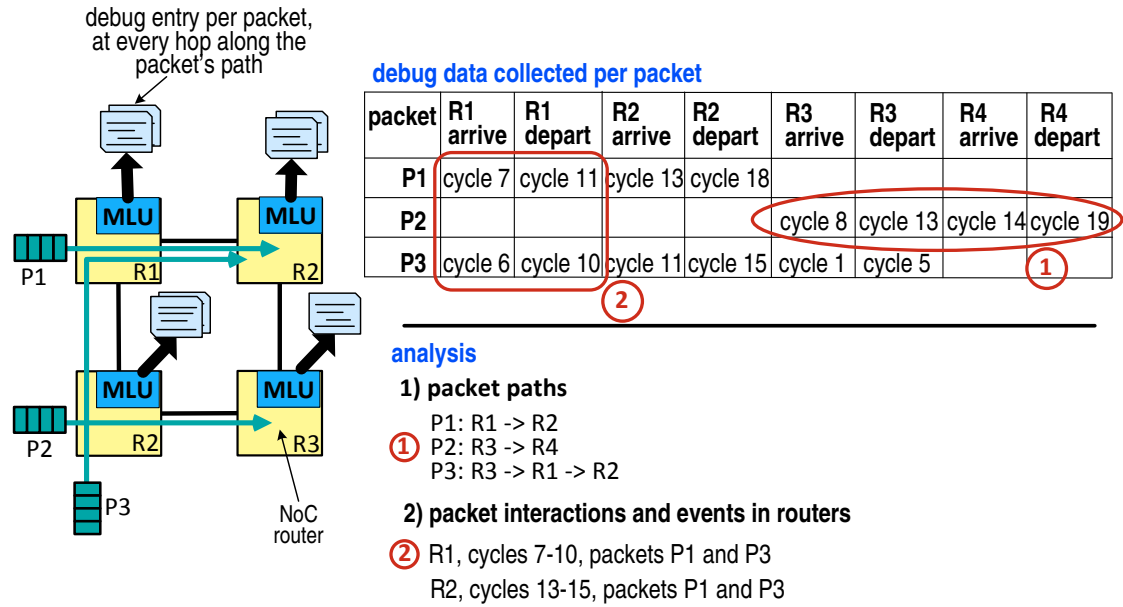 debug entry per packet,
at every hop along the
packet's path
MLU
R1
MLU
R2
P1
MLU
R2
MLU
R3
P2
P3
NoC
router
debug data collected per packet
packet R1 arrive R1 depart R2 arrive R2 depart R3 arrive R3 depart R4 arrive R4 depart
P1 cycle 7 cycle 11 cycle 13 cycle 18
P2 cycle 8 cycle 13 cycle 14 cycle 19
P3 cycle 6 cycle 10 cycle 11 cycle 15 cycle 1 cycle 5
1
2
analysis
1) packet paths
P1: R1 -> R2
1 P2: R3 -> R4
P3: R3 -> R1 -> R2
2) packet interactions and events in routers
2 R1, cycles 7-10, packets P1 and P3
R2, cycles 13-15, packets P1 and P3